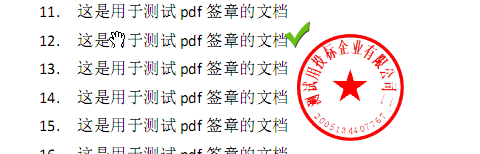 11. 这是用于测试 pdf 签章的文档
12. 这是用于测试 pdf 签章的文档
13. 这是用于测试 pdf 签章的文档
14. 这是用于测试 pdf 签章的文档
15. 这是用于测试 pdf 签章的文档
测试用投标企业有限公司二
2005134407767